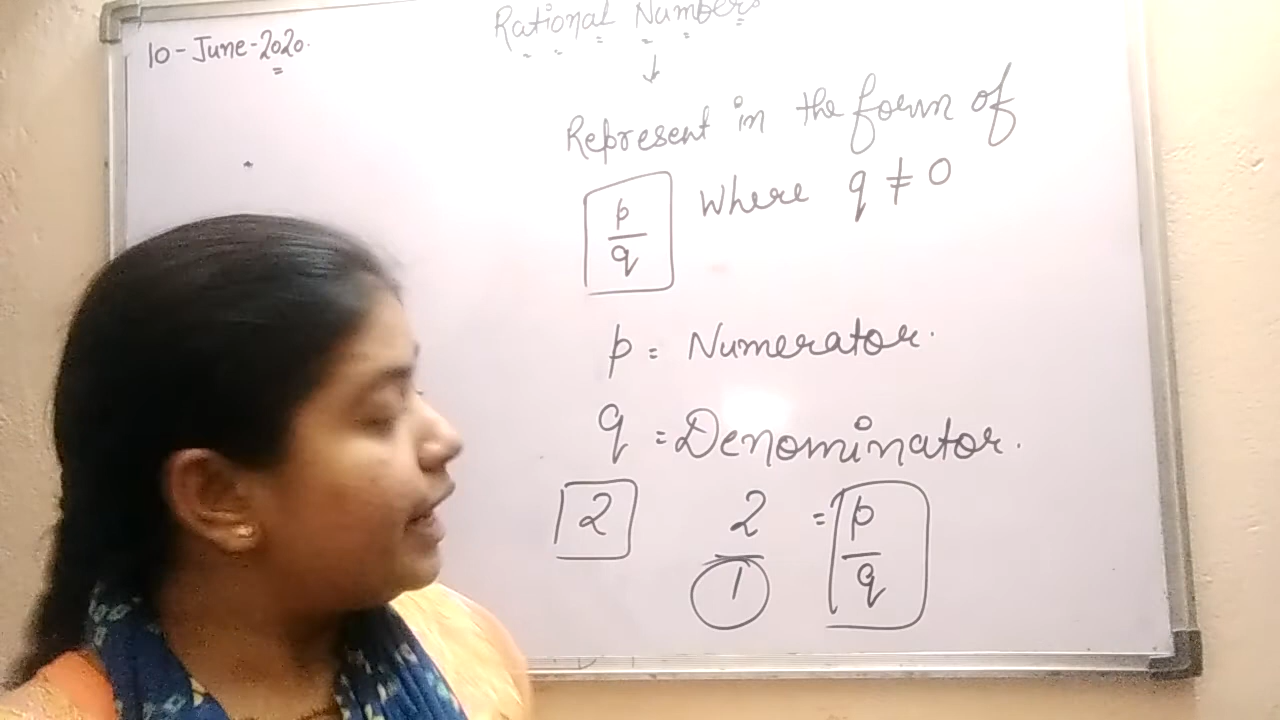 Rational Numbers
10-June-2020.
↓
Represent in the form of
p/q where q ≠ 0
p = Numerator.
q = Denominator.
2 2/1 = p/q